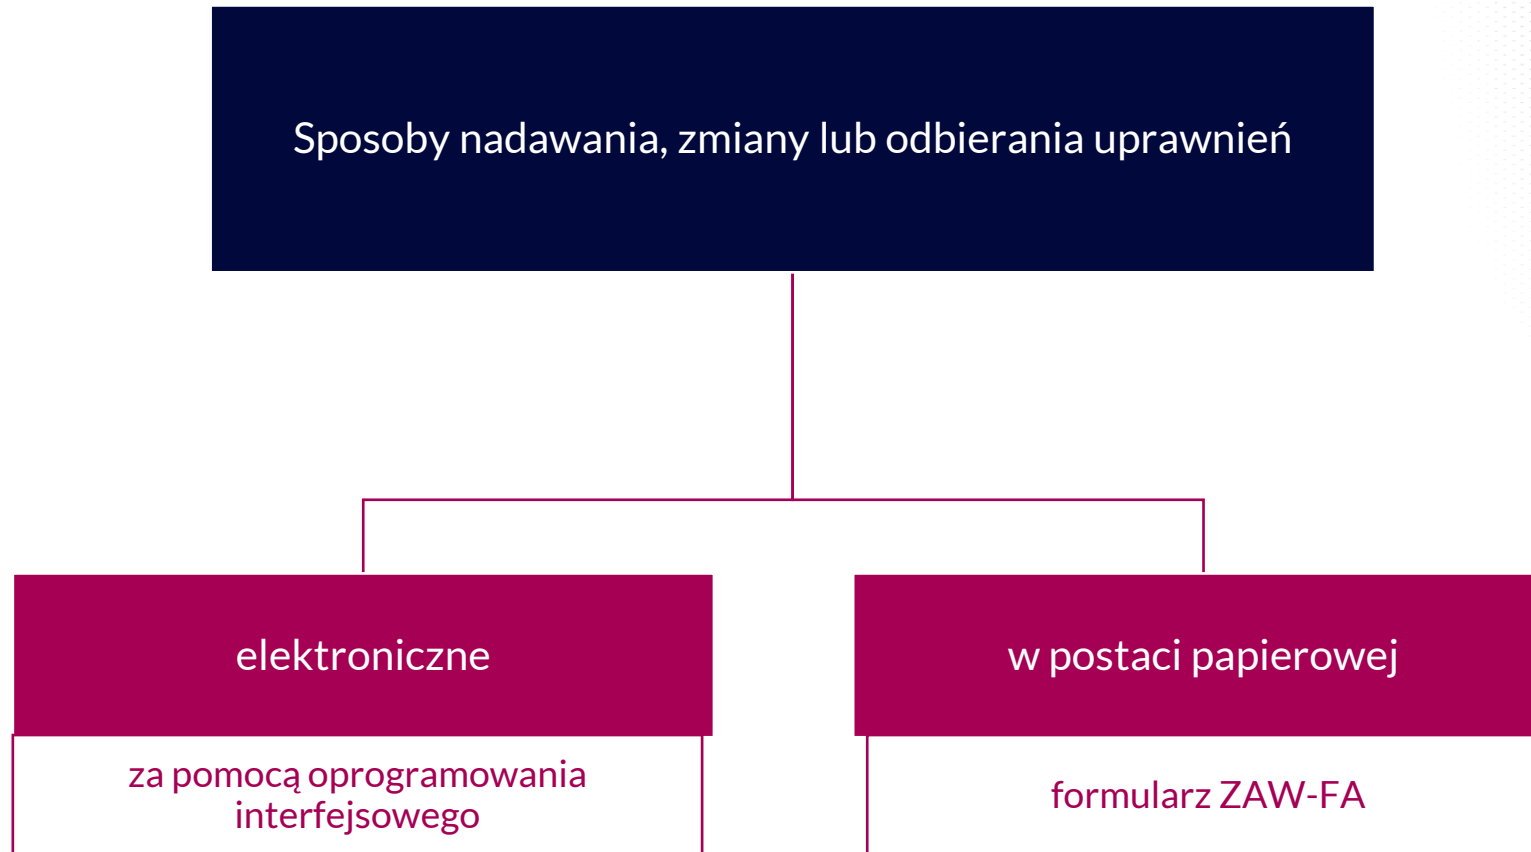 Sposoby nadawania, zmiany lub odbierania uprawnień
elektroniczne
w postaci papierowej
za pomocą oprogramowania
interfejsowego
formularz ZAW-FA